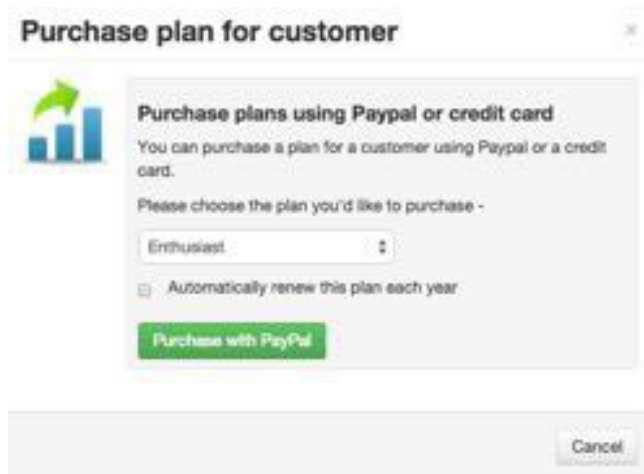 Purchase plan for customer
×
Purchase plans using Paypal or credit card
You can purchase a plan for a customer using Paypal or a credit
card.
Please choose the plan you'd like to purchase -
Enthusiast
Automatically renew this plan each year
Purchase with PayPal
Cancel